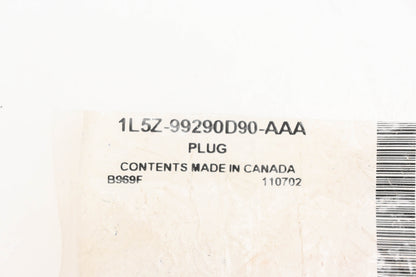 1L5Z-99290D90-AAA
PLUG
CONTENTS MADE IN CANADA
B969F 110702